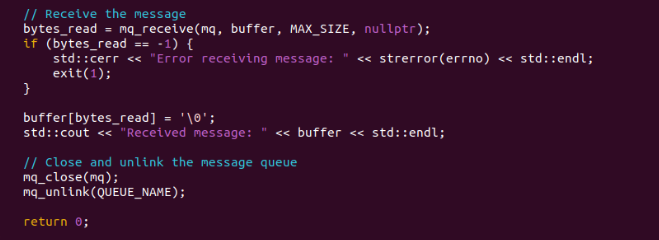 // Receive the message
bytes_read = mq_receive(mq, buffer, MAX_SIZE, nullptr);
if (bytes_read == -1) {
    std::cerr << "Error receiving message: " << strerror(errno) << std::endl;
    exit(1);
}

buffer[bytes_read] = '\0';
std::cout << "Received message: " << buffer << std::endl;

// Close and unlink the message queue
mq_close(mq);
mq_unlink(QUEUE_NAME);

return 0;